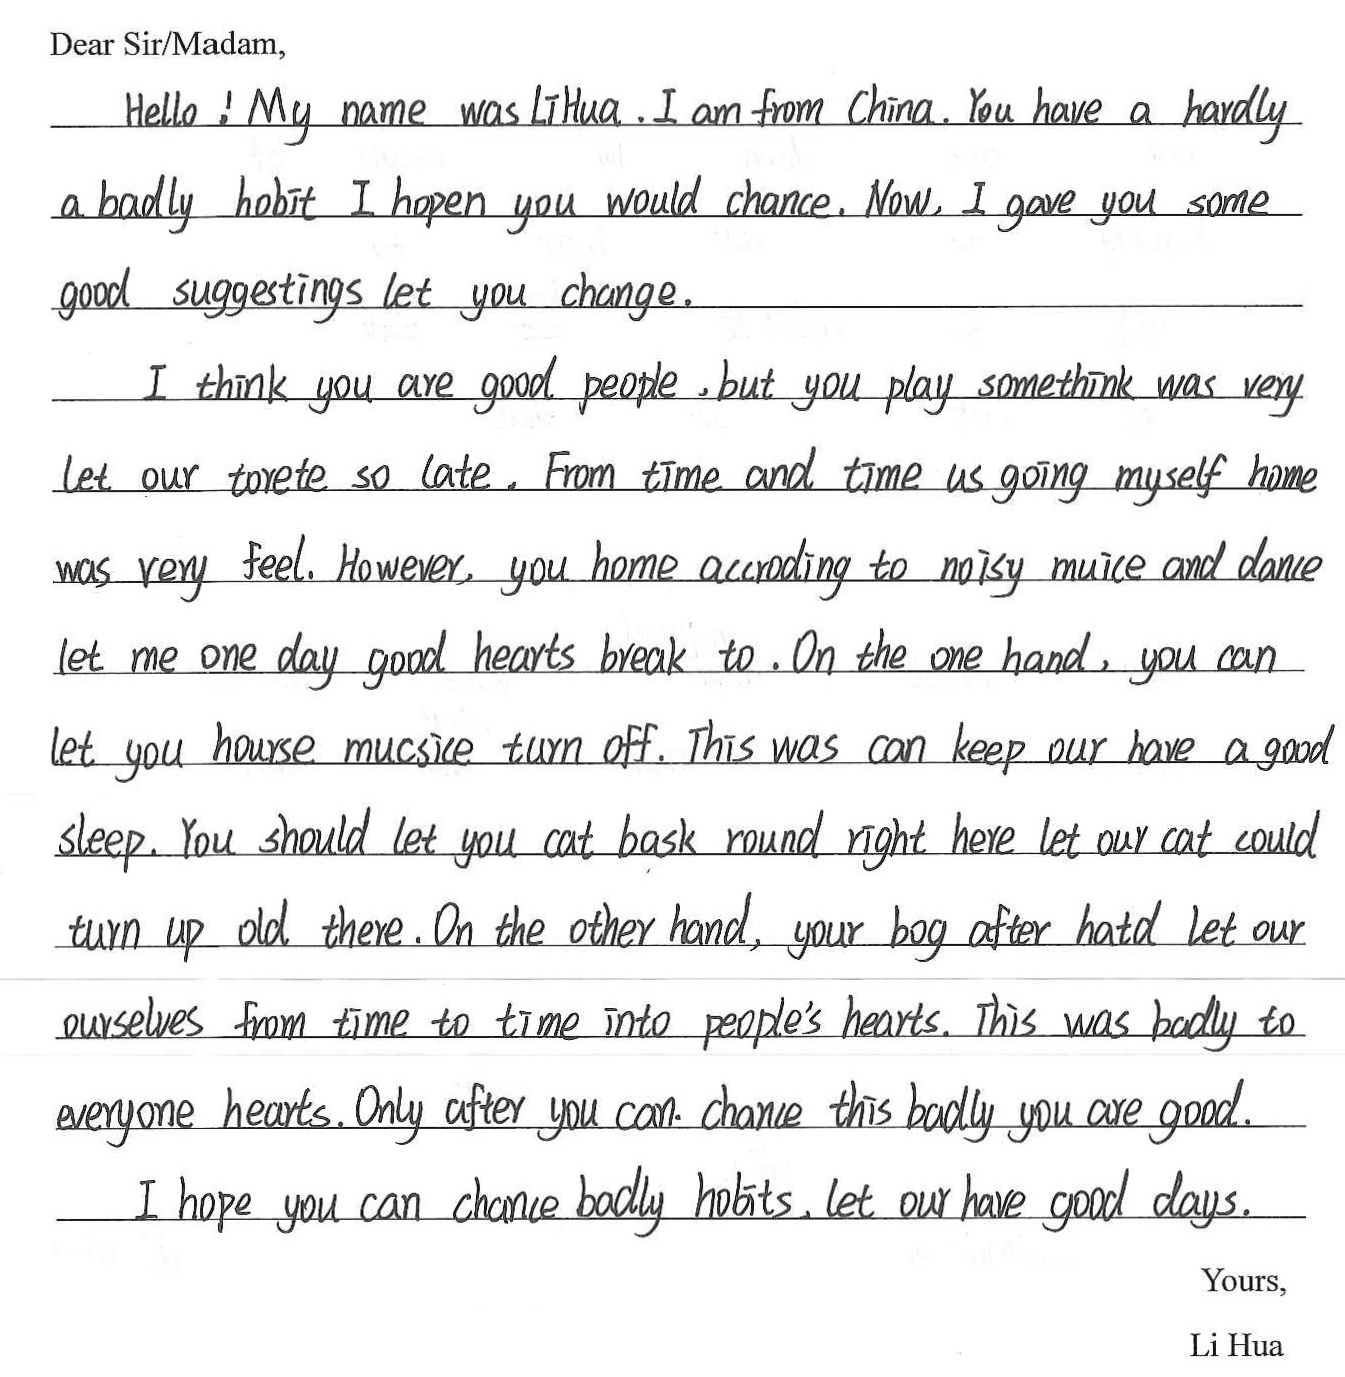 Dear Sir/Madam,
Hello! My name was LiHua. I am from China. You have a hardly
a badly hobit I hopen you would chance. Now, I gave you some
good suggestings let you change.
I think you are good people, but you play somethink was very
let our torete so late. From time and time us going myself home
was very feel. However, you home accroding to noisy muice and dance
let me one day good hearts break to. On the one hand, you can
let you hourse mucsice turn off. This was can keep our have a good
sleep. You should let you cat bask round right here let our cat could
turn up old there. On the other hand, your bog after hatd let our
ourselves from time to time into people's hearts. This was badly to
everyone hearts. Only after you can chance this badly you are good.
I hope you can chance badly hobits, let our have good days.
Yours,
Li Hua